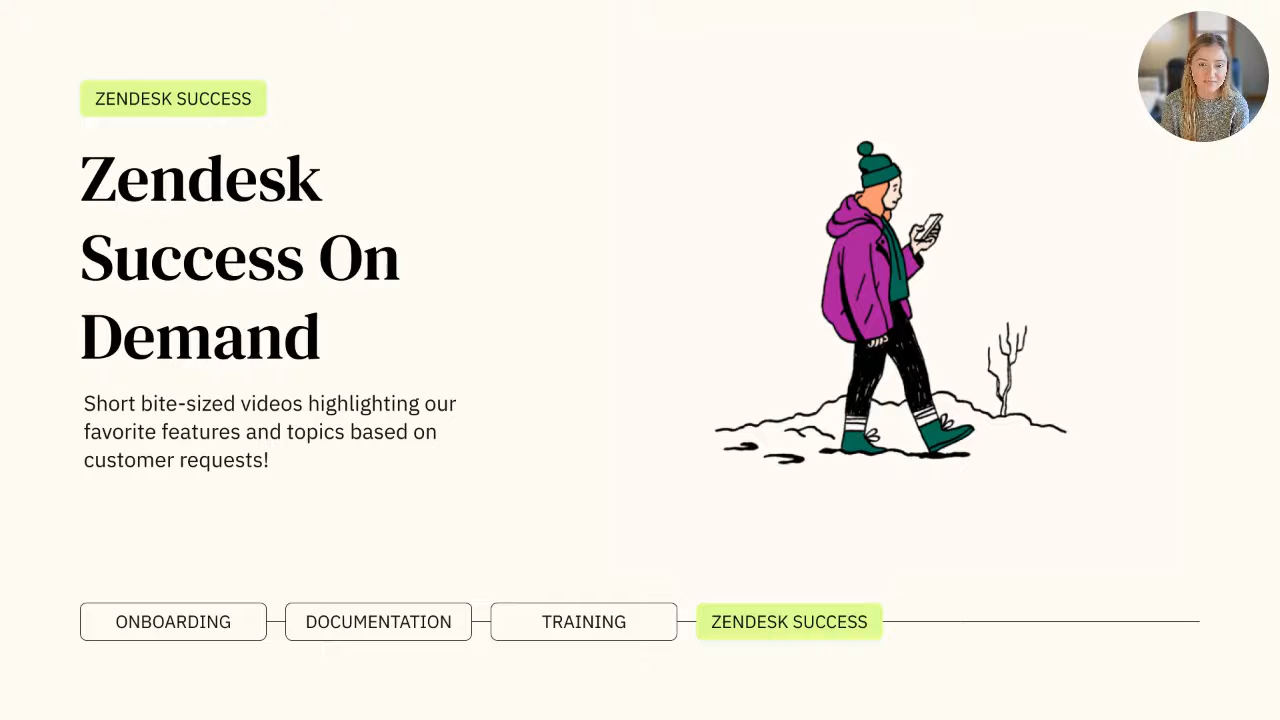 ZENDESK SUCCESS
Zendesk
Success On
Demand
Short bite-sized videos highlighting our
favorite features and topics based on
customer requests!
ONBOARDING
DOCUMENTATION
TRAINING
ZENDESK SUCCESS